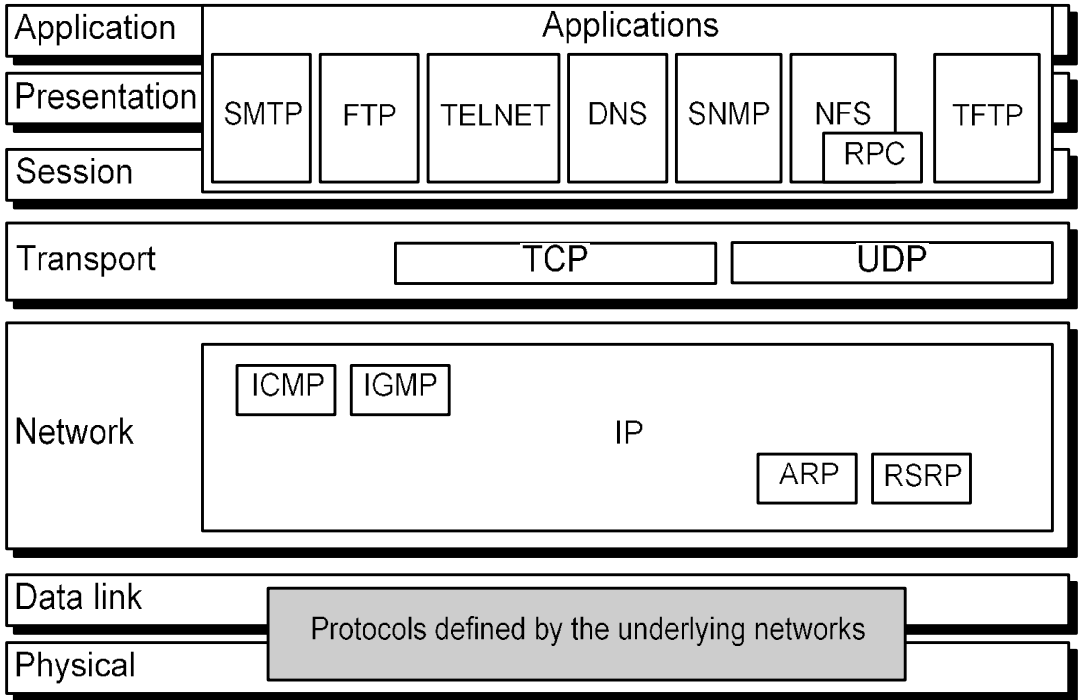 Application
Applications
Presentation
SMTP
FTP
TELNET
DNS
SNMP
NFS
RPC
TFTP
Session
Transport
TCP
UDP
Network
ICMP
IGMP
IP
ARP
RSRP
Data link
Protocols defined by the underlying networks
Physical